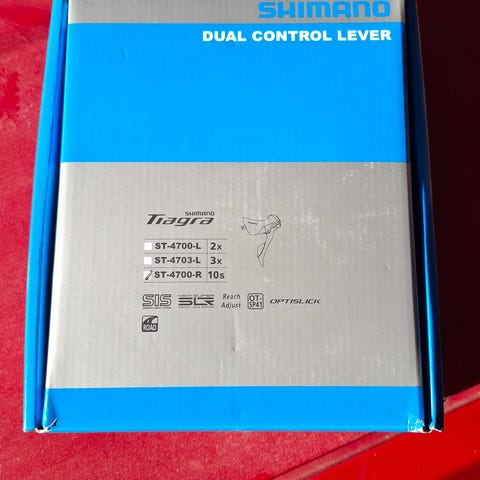 SHIMANO
DUAL CONTROL LEVER
SHIMANO
Tiagra
ST-4700-L 2x
ST-4703-L 3x
ST-4700-R 10s
SIS SLR Reach Adjust OT-SP41 OPTISLICK
ROAD